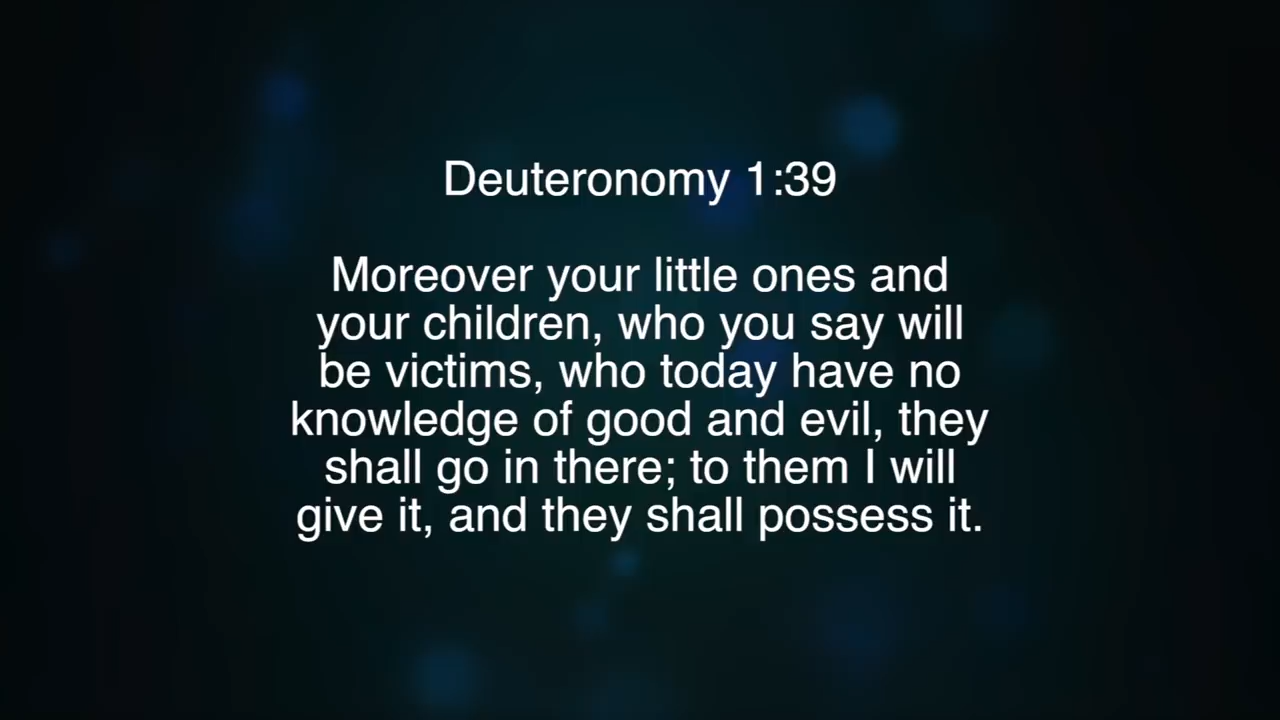 Deuteronomy 1:39
Moreover your little ones and
your children, who you say will
be victims, who today have no
knowledge of good and evil, they
shall go in there; to them I will
give it, and they shall possess it.